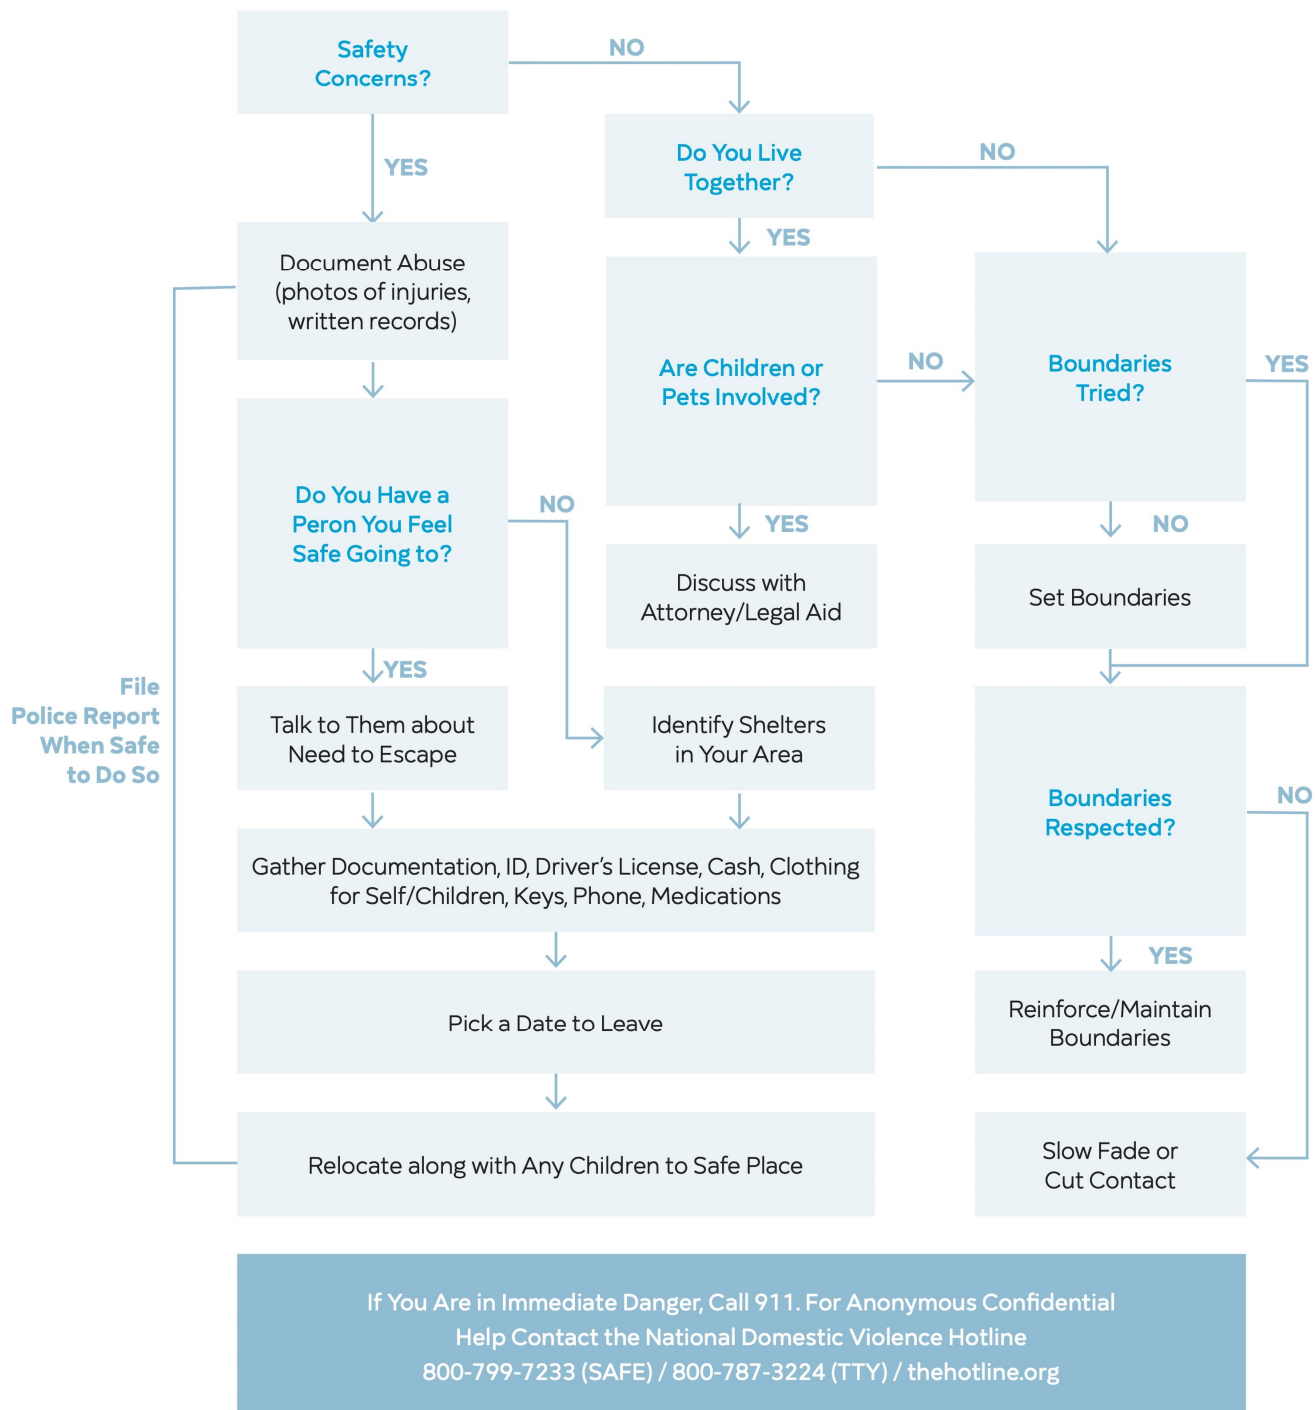 Safety
Concerns?
NO
YES
Do You Live
Together?
NO
YES
Document Abuse
(photos of injuries,
written records)
Are Children or
Pets Involved?
NO
YES
Boundaries
Tried?
YES
NO
Do You Have a
Peron You Feel
Safe Going to?
NO
YES
Discuss with
Attorney/Legal Aid
Set Boundaries
File
Police Report
When Safe
to Do So
Talk to Them about
Need to Escape
Identify Shelters
in Your Area
Boundaries
Respected?
NO
YES
Gather Documentation, ID, Driver’s License, Cash, Clothing
for Self/Children, Keys, Phone, Medications
Pick a Date to Leave
Reinforce/Maintain
Boundaries
Relocate along with Any Children to Safe Place
Slow Fade or
Cut Contact
If You Are in Immediate Danger, Call 911. For Anonymous Confidential
Help Contact the National Domestic Violence Hotline
800-799-7233 (SAFE) / 800-787-3224 (TTY) / thehotline.org